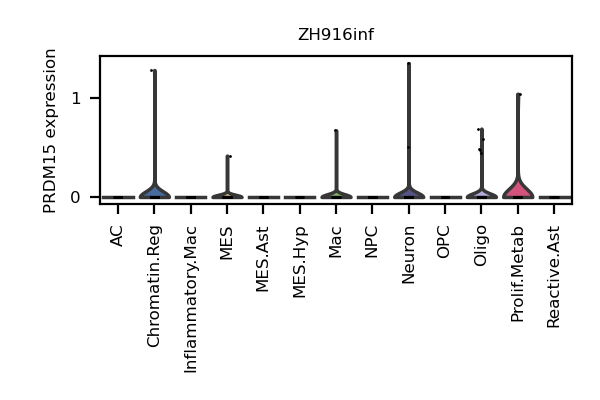 ZH916inf
PRDM15 expression
1
0
AC
Chromatin.Reg
Inflammatory.Mac
MES
MES.Ast
MES.Hyp
Mac
NPC
Neuron
OPC
Oligo
Prolif.Metab
Reactive.Ast